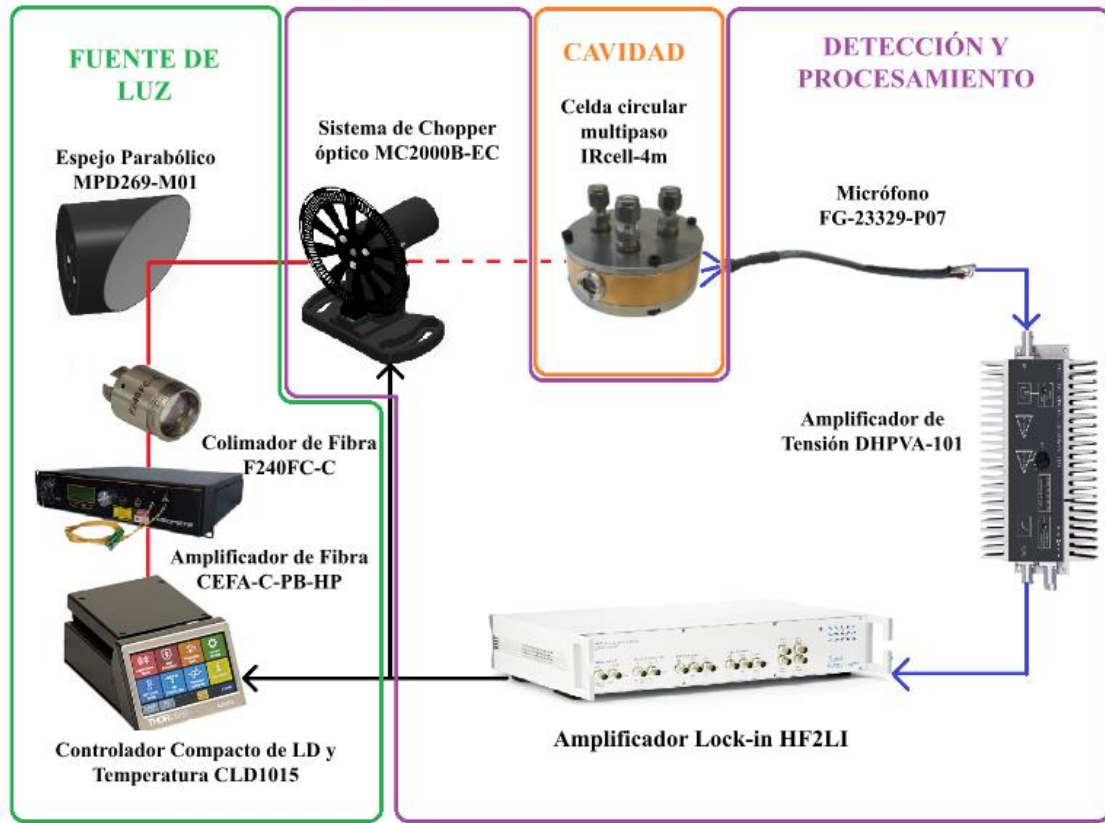 FUENTE DE
LUZ
CAVIDAD
DETECCIÓN Y
PROCESAMIENTO
Espejo Parabólico
MPD269-M01
Sistema de Chopper
óptico MC2000B-EC
Celda circular
multipaso
IRcell-4m
Micrófono
FG-23329-P07
F240FC-C
Colimador de Fibra
F240FC-C
Amplificador de Fibra
CEFA-C-PB-HP
Amplificador de
Tensión DHPVA-101
THORLABS
Controlador Compacto de LD y
Temperatura CLD1015
Amplificador Lock-in HF2LI